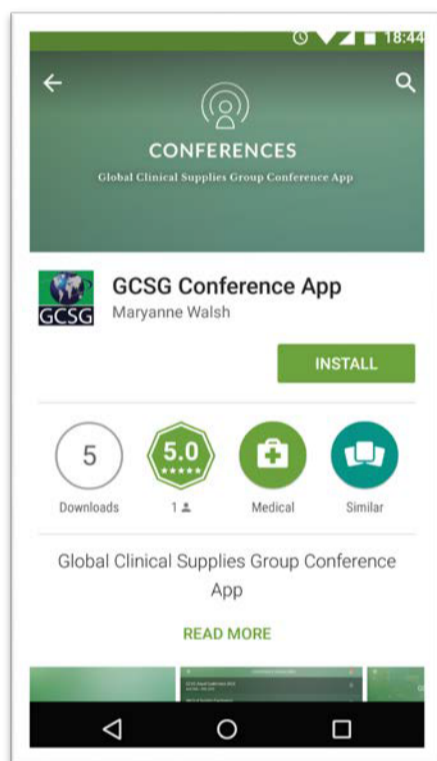 18:44
CONFERENCES
Global Clinical Supplies Group Conference App
GCSG Conference App
GCSG
Maryanne Walsh
INSTALL
5
5.0
Downloads
1
Medical
Similar
Global Clinical Supplies Group Conference
App
READ MORE